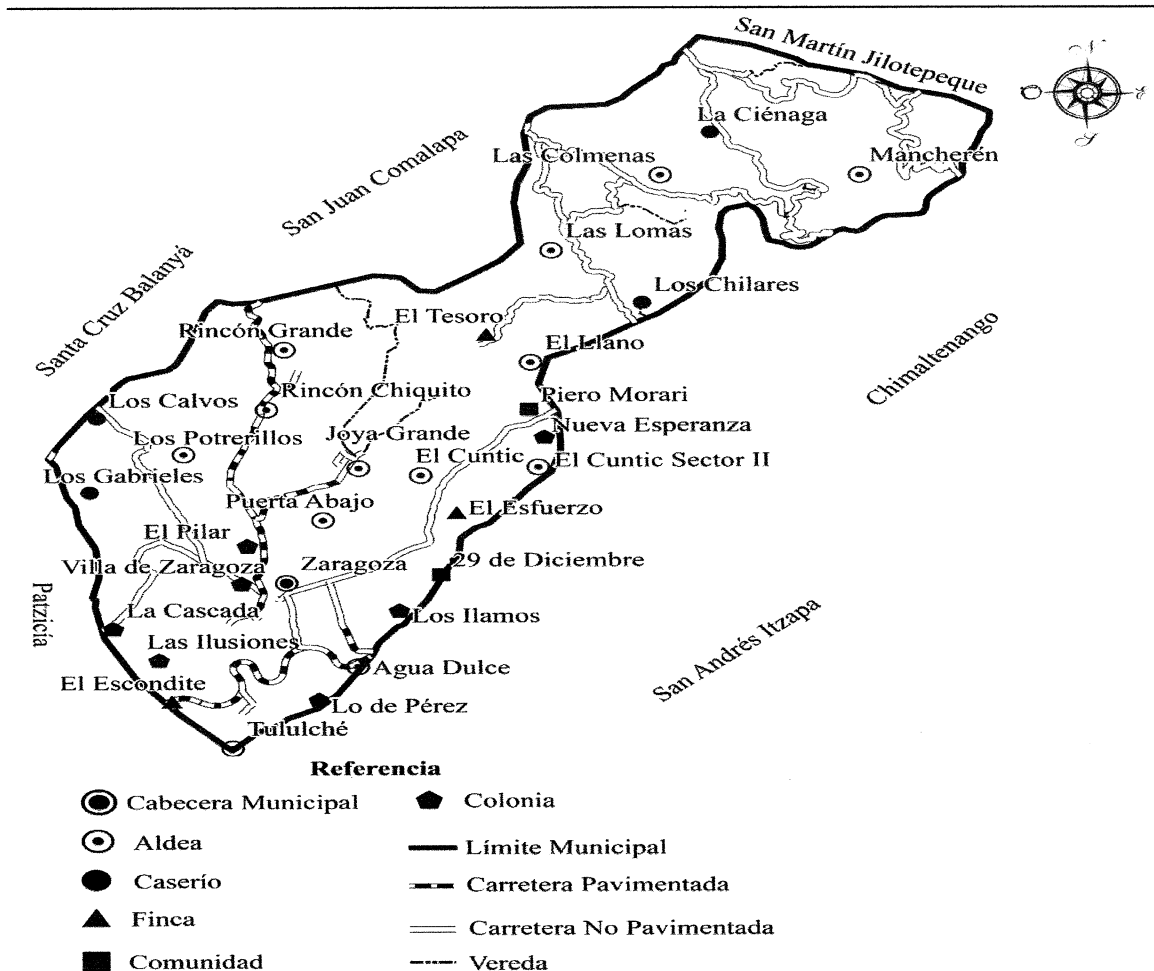 San Martín Jilotepeque
La Ciénaga
San Juan Comalapa
Las Colmenas
Mancherén
Las Lomas
Santa Cruz Balanyá
Los Chilares
El Tesoro
Rincón Grande
El Llano
Chimaltenango
Rincón Chiquito
Piero Morari
Los Calvos
Nueva Esperanza
Los Potrerillos
Joya Grande
El Cuntic
El Cuntic Sector II
Los Gabrieles
Puerta Abajo
El Esfuerzo
El Pilar
Zaragoza
29 de Diciembre
Villa de Zaragoza
Patzicía
La Cascada
Los Ilamos
San Andrés Itzapa
Las Ilusiones
Agua Dulce
El Escondite
Lo de Pérez
Tululché
Referencia
Cabecera Municipal
Colonia
Aldea
Límite Municipal
Caserío
Carretera Pavimentada
Finca
Carretera No Pavimentada
Comunidad
Vereda